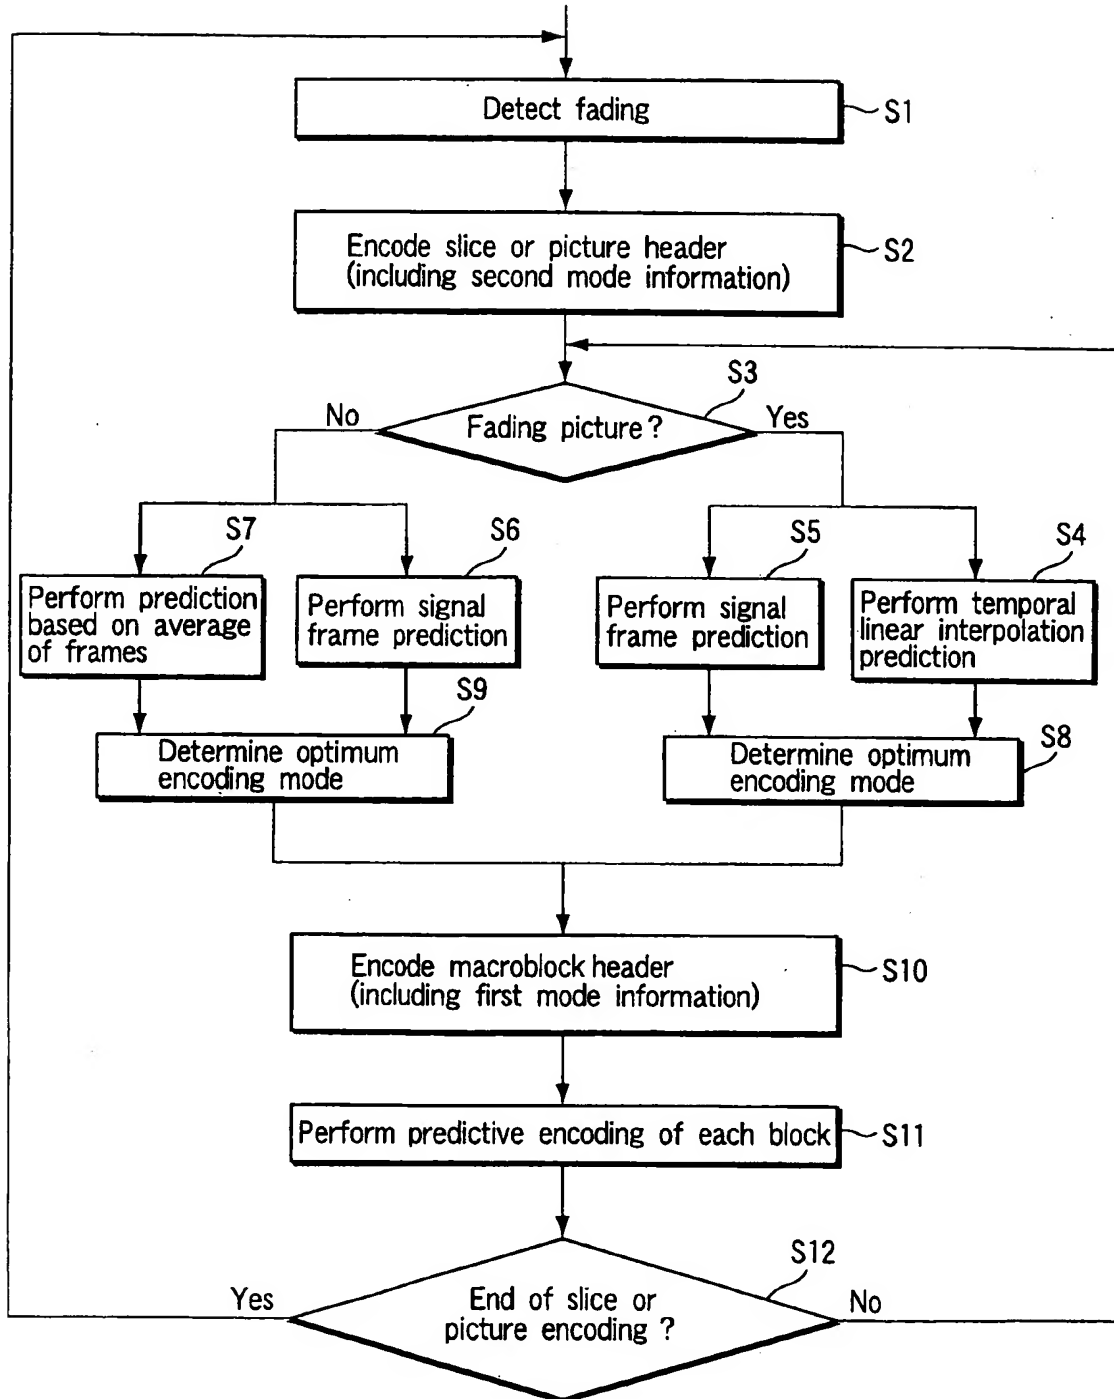 Detect fading
S1
Encode slice or picture header
(including second mode information)
S2
S3
No
Fading picture?
Yes
S7
S6
S5
S4
Perform prediction
based on average
of frames
Perform signal
frame prediction
Perform signal
frame prediction
Perform temporal
linear interpolation
prediction
S9
S8
Determine optimum
encoding mode
Determine optimum
encoding mode
Encode macroblock header
(including first mode information)
S10
Perform predictive encoding of each block
S11
S12
Yes
End of slice or
picture encoding?
No